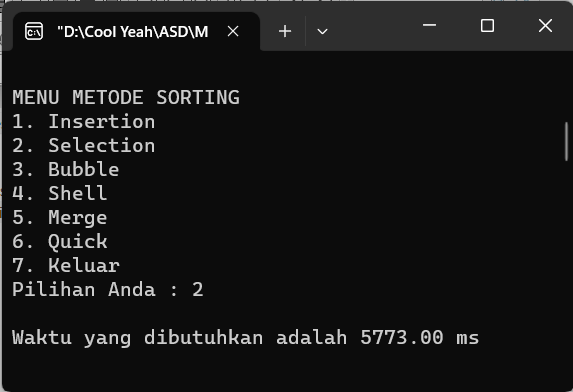 "D:\Cool Yeah\ASD\M
MENU METODE SORTING
1. Insertion
2. Selection
3. Bubble
4. Shell
5. Merge
6. Quick
7. Keluar
Pilihan Anda : 2
Waktu yang dibutuhkan adalah 5773.00 ms